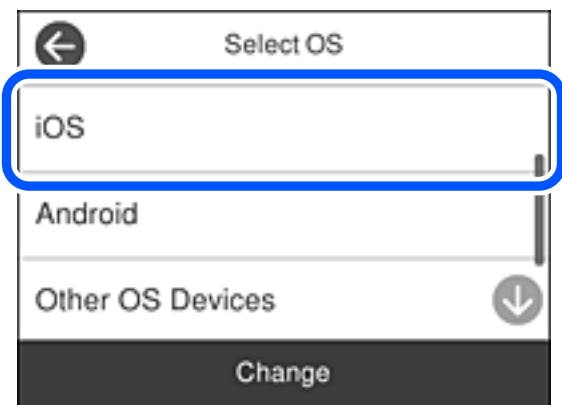 Select OS
iOS
Android
Other OS Devices
Change